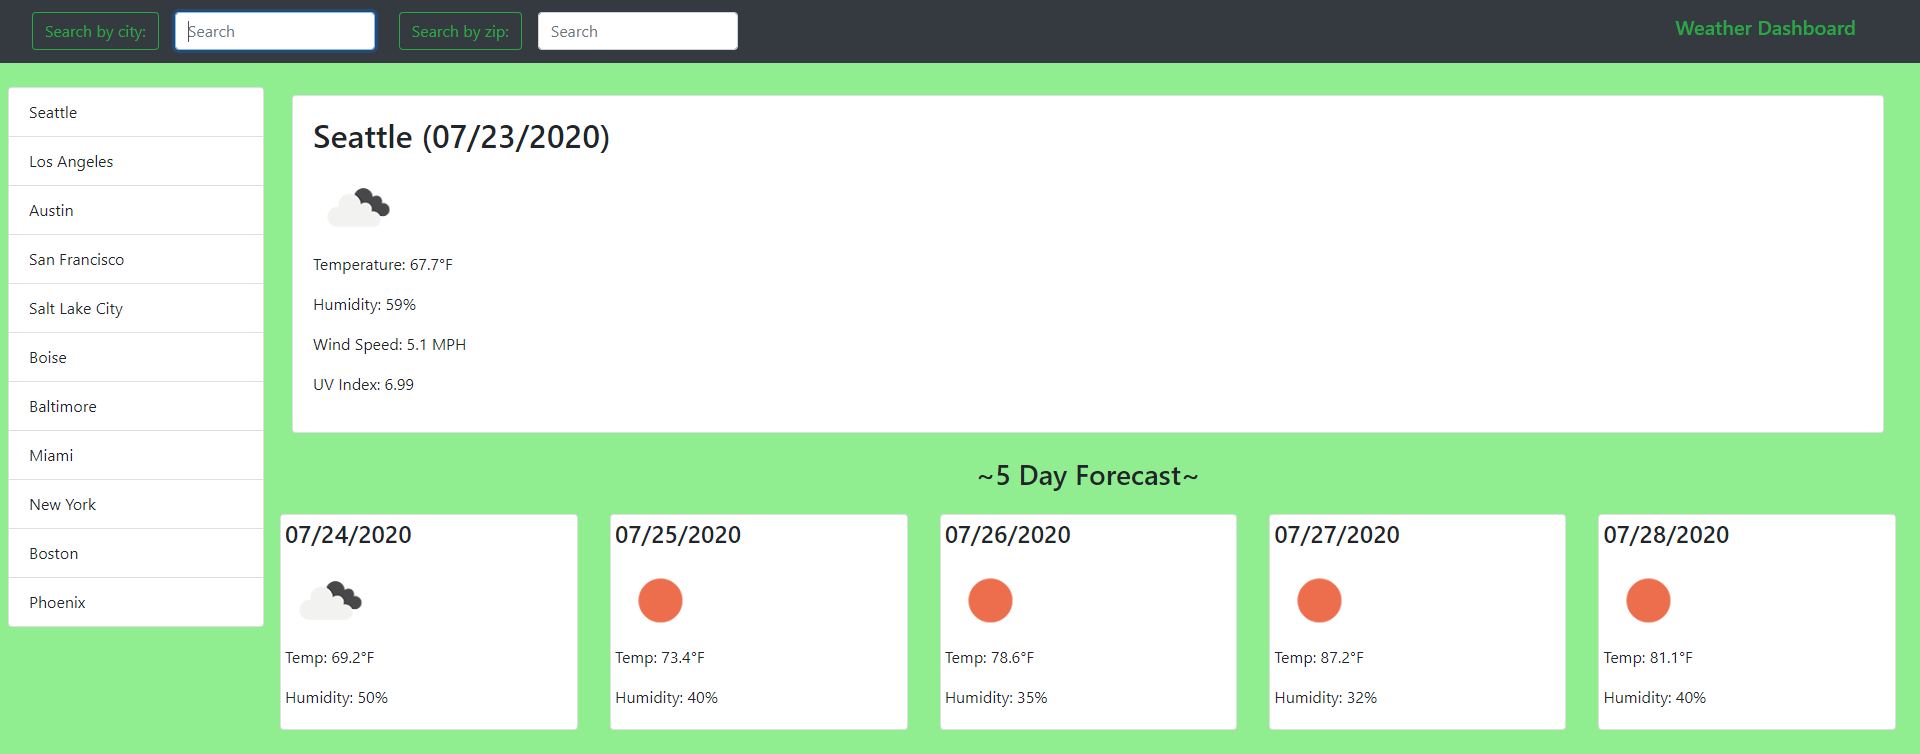 Search by city: Search Search by zip: Search Weather Dashboard
Seattle
Los Angeles
Austin
San Francisco
Salt Lake City
Boise
Baltimore
Miami
New York
Boston
Phoenix
Seattle (07/23/2020)
Temperature: 67.7°F
Humidity: 59%
Wind Speed: 5.1 MPH
UV Index: 6.99
~5 Day Forecast~
07/24/2020
Temp: 69.2°F
Humidity: 50%
07/25/2020
Temp: 73.4°F
Humidity: 40%
07/26/2020
Temp: 78.6°F
Humidity: 35%
07/27/2020
Temp: 87.2°F
Humidity: 32%
07/28/2020
Temp: 81.1°F
Humidity: 40%